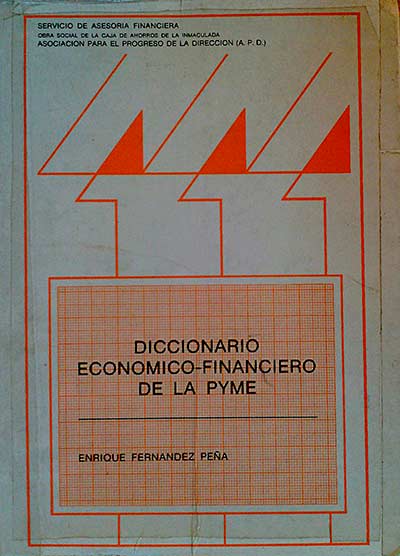 SERVICIO DE ASESORIA FINANCIERA
OBRA SOCIAL DE LA CAJA DE AHORROS DE LA INMACULADA
ASOCIACION PARA EL PROGRESO DE LA DIRECCION (A. P. D.)
DICCIONARIO
ECONOMICO-FINANCIERO
DE LA PYME
ENRIQUE FERNANDEZ PEÑA